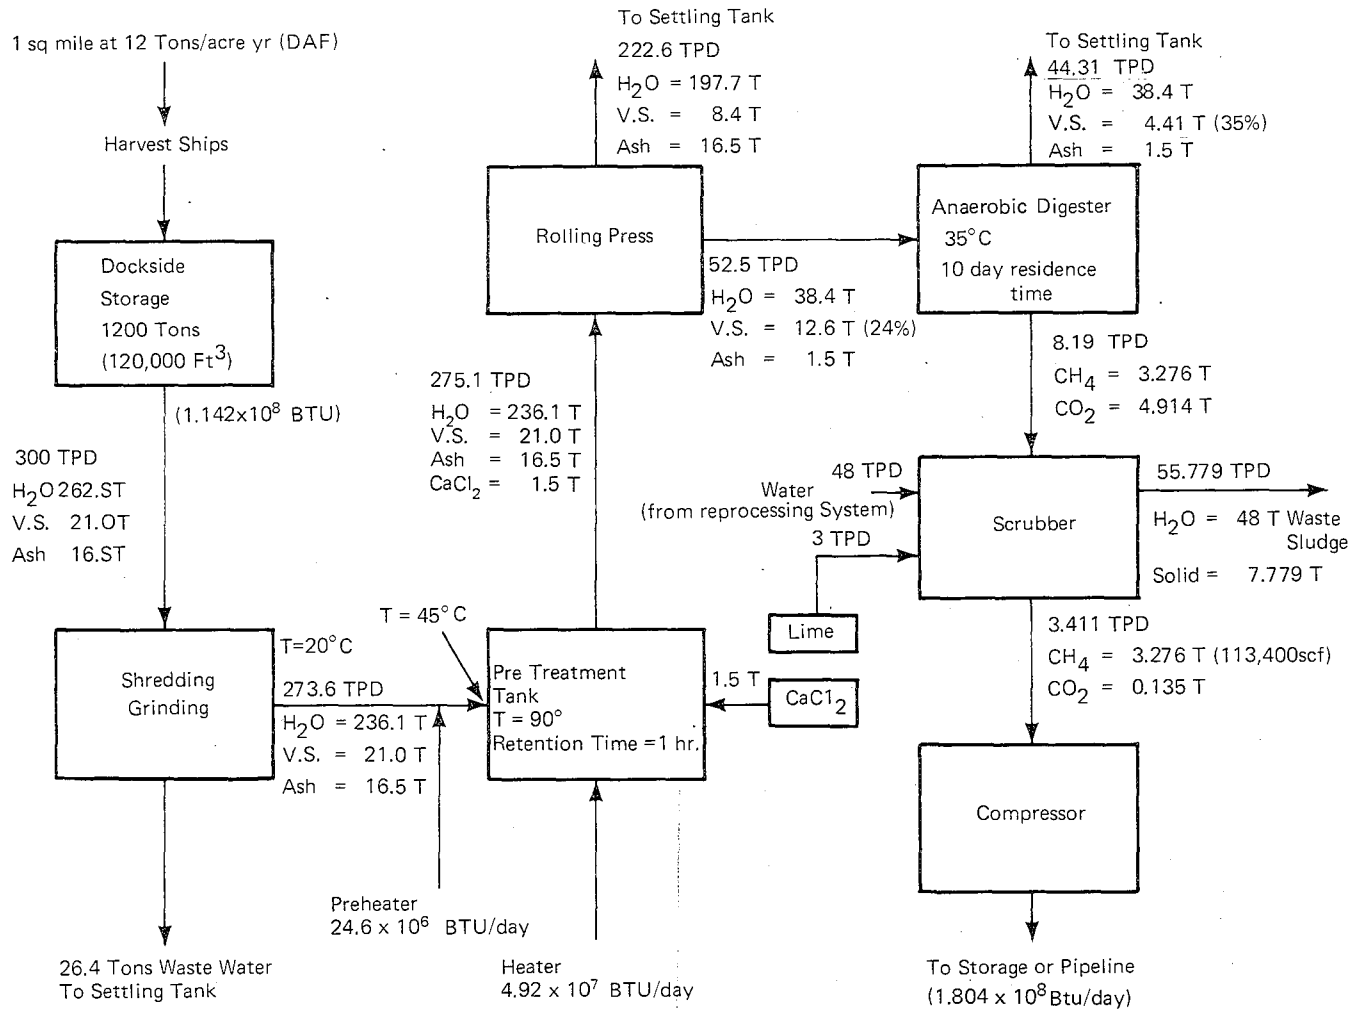 1 sq mile at 12 Tons/acre yr (DAF)
Harvest Ships
Dockside
Storage
1200 Tons
(120,000 Ft³)
(1.142x10⁸ BTU)
300 TPD
H₂O 262.ST
V.S. 21.OT
Ash 16.ST
Shredding
Grinding
26.4 Tons Waste Water
To Settling Tank
T=20°C
273.6 TPD
H₂O = 236.1 T
V.S. = 21.0 T
Ash = 16.5 T
Preheater
24.6 x 10⁶ BTU/day
T = 45°C
Pre Treatment
Tank
T = 90°
Retention Time =1 hr.
Heater
4.92 x 10⁷ BTU/day
1.5 T
CaC1₂
275.1 TPD
H₂O = 236.1 T
V.S. = 21.0 T
Ash = 16.5 T
CaCl₂ = 1.5 T
Rolling Press
To Settling Tank
222.6 TPD
H₂O = 197.7 T
V.S. = 8.4 T
Ash = 16.5 T
52.5 TPD
H₂O = 38.4 T
V.S. = 12.6 T (24%)
Ash = 1.5 T
Anaerobic Digester
35°C
10 day residence
time
To Settling Tank
44.31 TPD
H₂O = 38.4 T
V.S. = 4.41 T (35%)
Ash = 1.5 T
8.19 TPD
CH₄ = 3.276 T
CO₂ = 4.914 T
48 TPD
Water
(from reprocessing System)
3 TPD
Lime
Scrubber
55.779 TPD
H₂O = 48 T Waste
Sludge
Solid = 7.779 T
3.411 TPD
CH₄ = 3.276 T (113,400scf)
CO₂ = 0.135 T
Compressor
To Storage or Pipeline
(1.804 x 10⁸Btu/day)